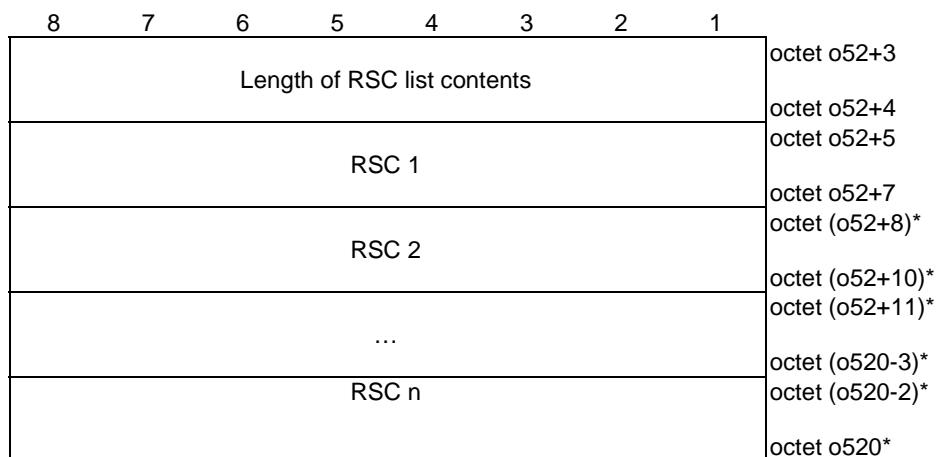 8 7 6 5 4 3 2 1
Length of RSC list contents
octet o52+3
octet o52+4
RSC 1
octet o52+5
octet o52+7
RSC 2
octet (o52+8)*
octet (o52+10)*
…
octet (o52+11)*
octet (o520-3)*
RSC n
octet (o520-2)*
octet o520*